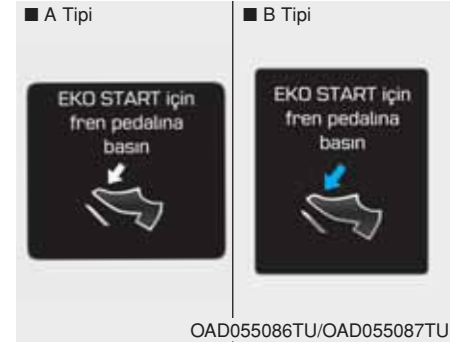 ■ A Tipi
EKO START için
fren pedalına
basın
■ B Tipi
EKO START için
fren pedalına
basın
OAD055086TU/OAD055087TU